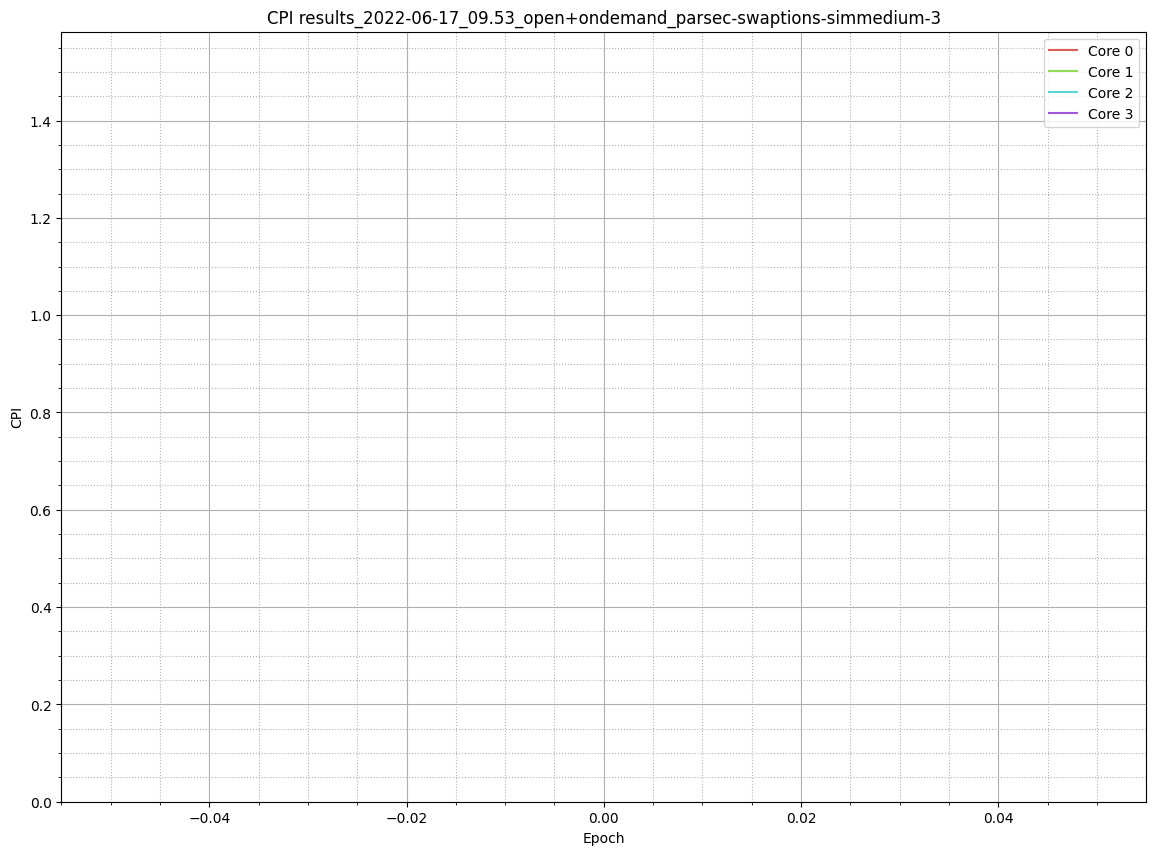 CPI results_2022-06-17_09.53_open+ondemand_parsec-swaptions-simmedium-3
Core 0
Core 1
Core 2
Core 3
CPI
1.4
1.2
1.0
0.8
0.6
0.4
0.2
0.0
−0.04 −0.02 0.00 0.02 0.04
Epoch